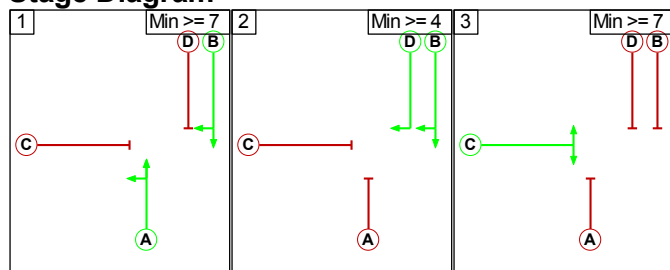 Stage Diagram
1 Min >= 7 2 Min >= 4 3 Min >= 7
D B D B D B
C C C
A A A